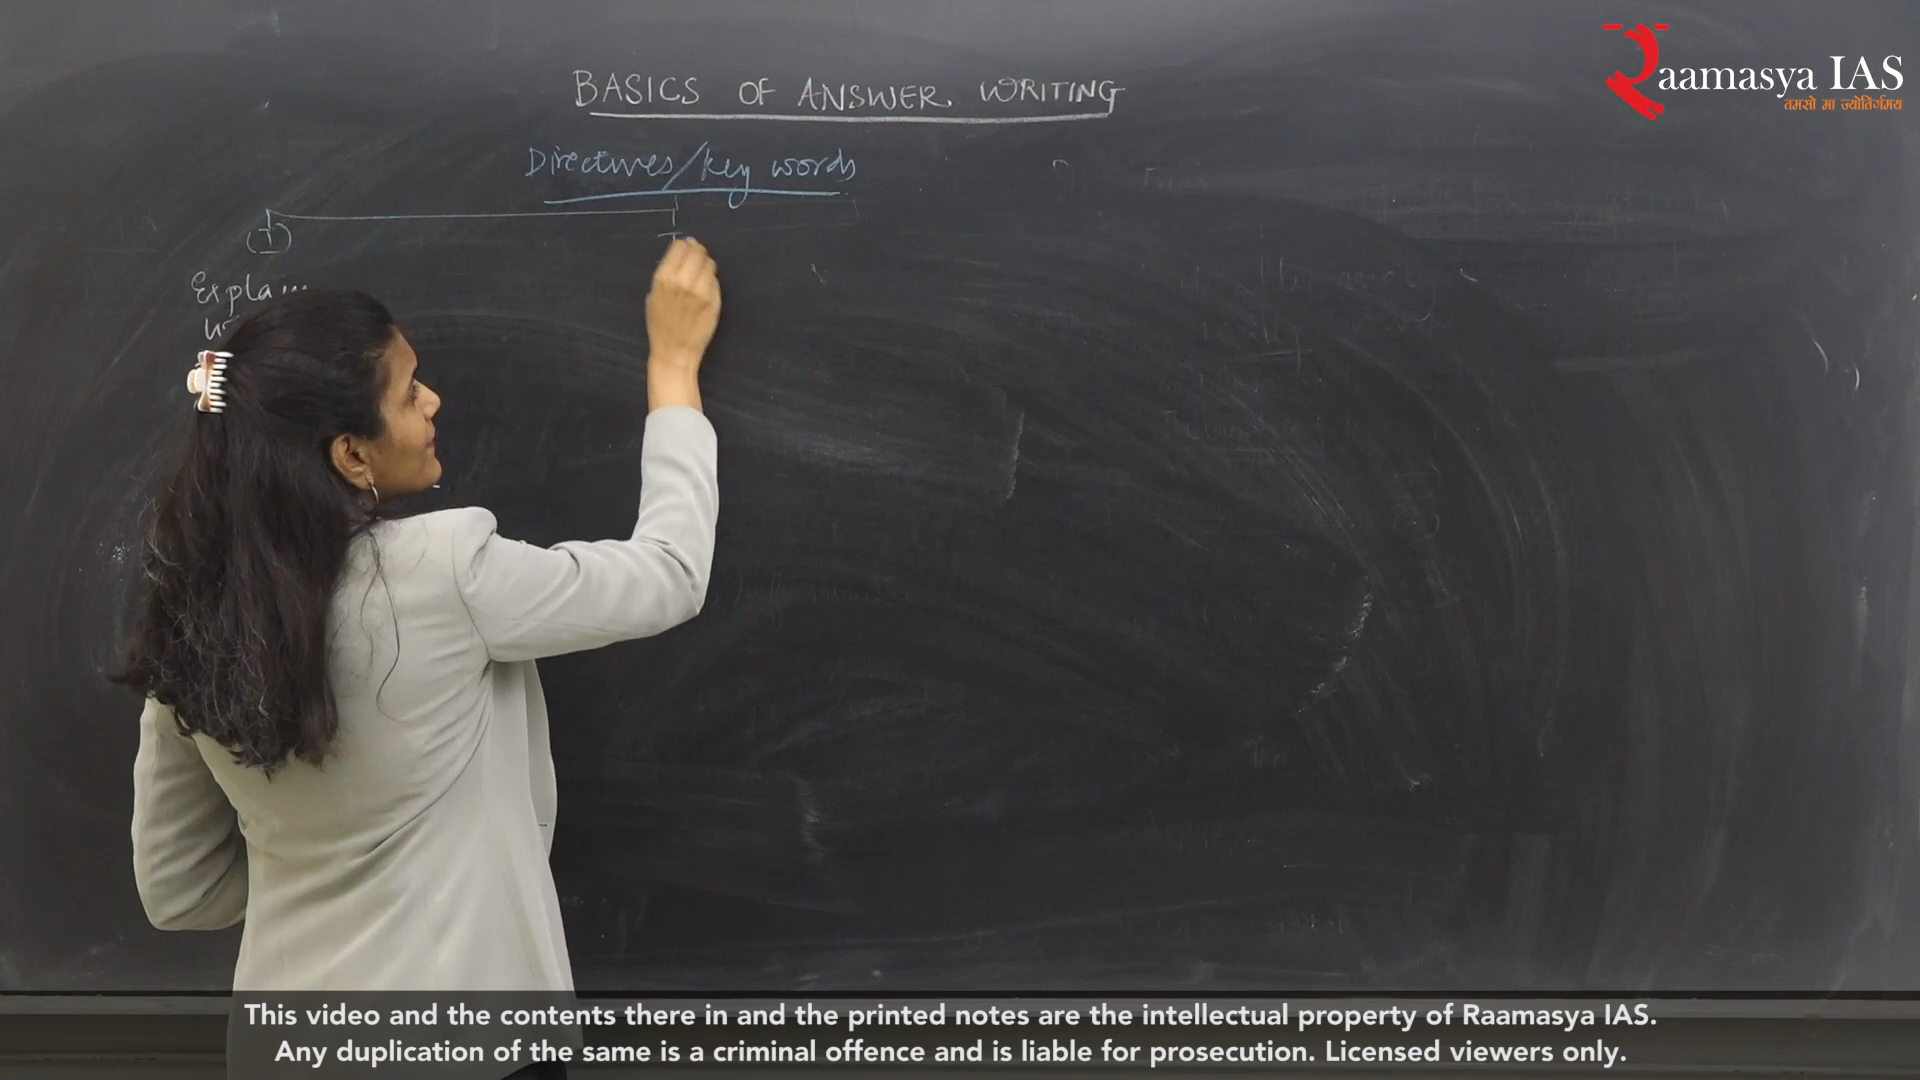 Raamasya IAS
तमसो मा ज्योतिर्गमय
BASICS OF ANSWER WRITING
Directives/key words
(I)
Explain
This video and the contents there in and the printed notes are the intellectual property of Raamasya IAS.
Any duplication of the same is a criminal offence and is liable for prosecution. Licensed viewers only.